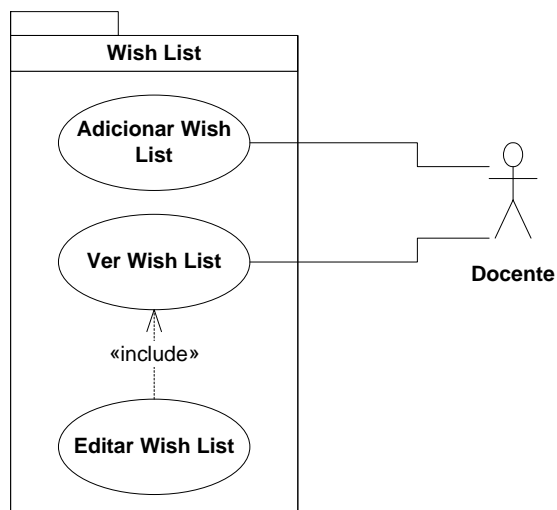 Wish List
Adicionar Wish
List
Ver Wish List
Docente
«include»
Editar Wish List